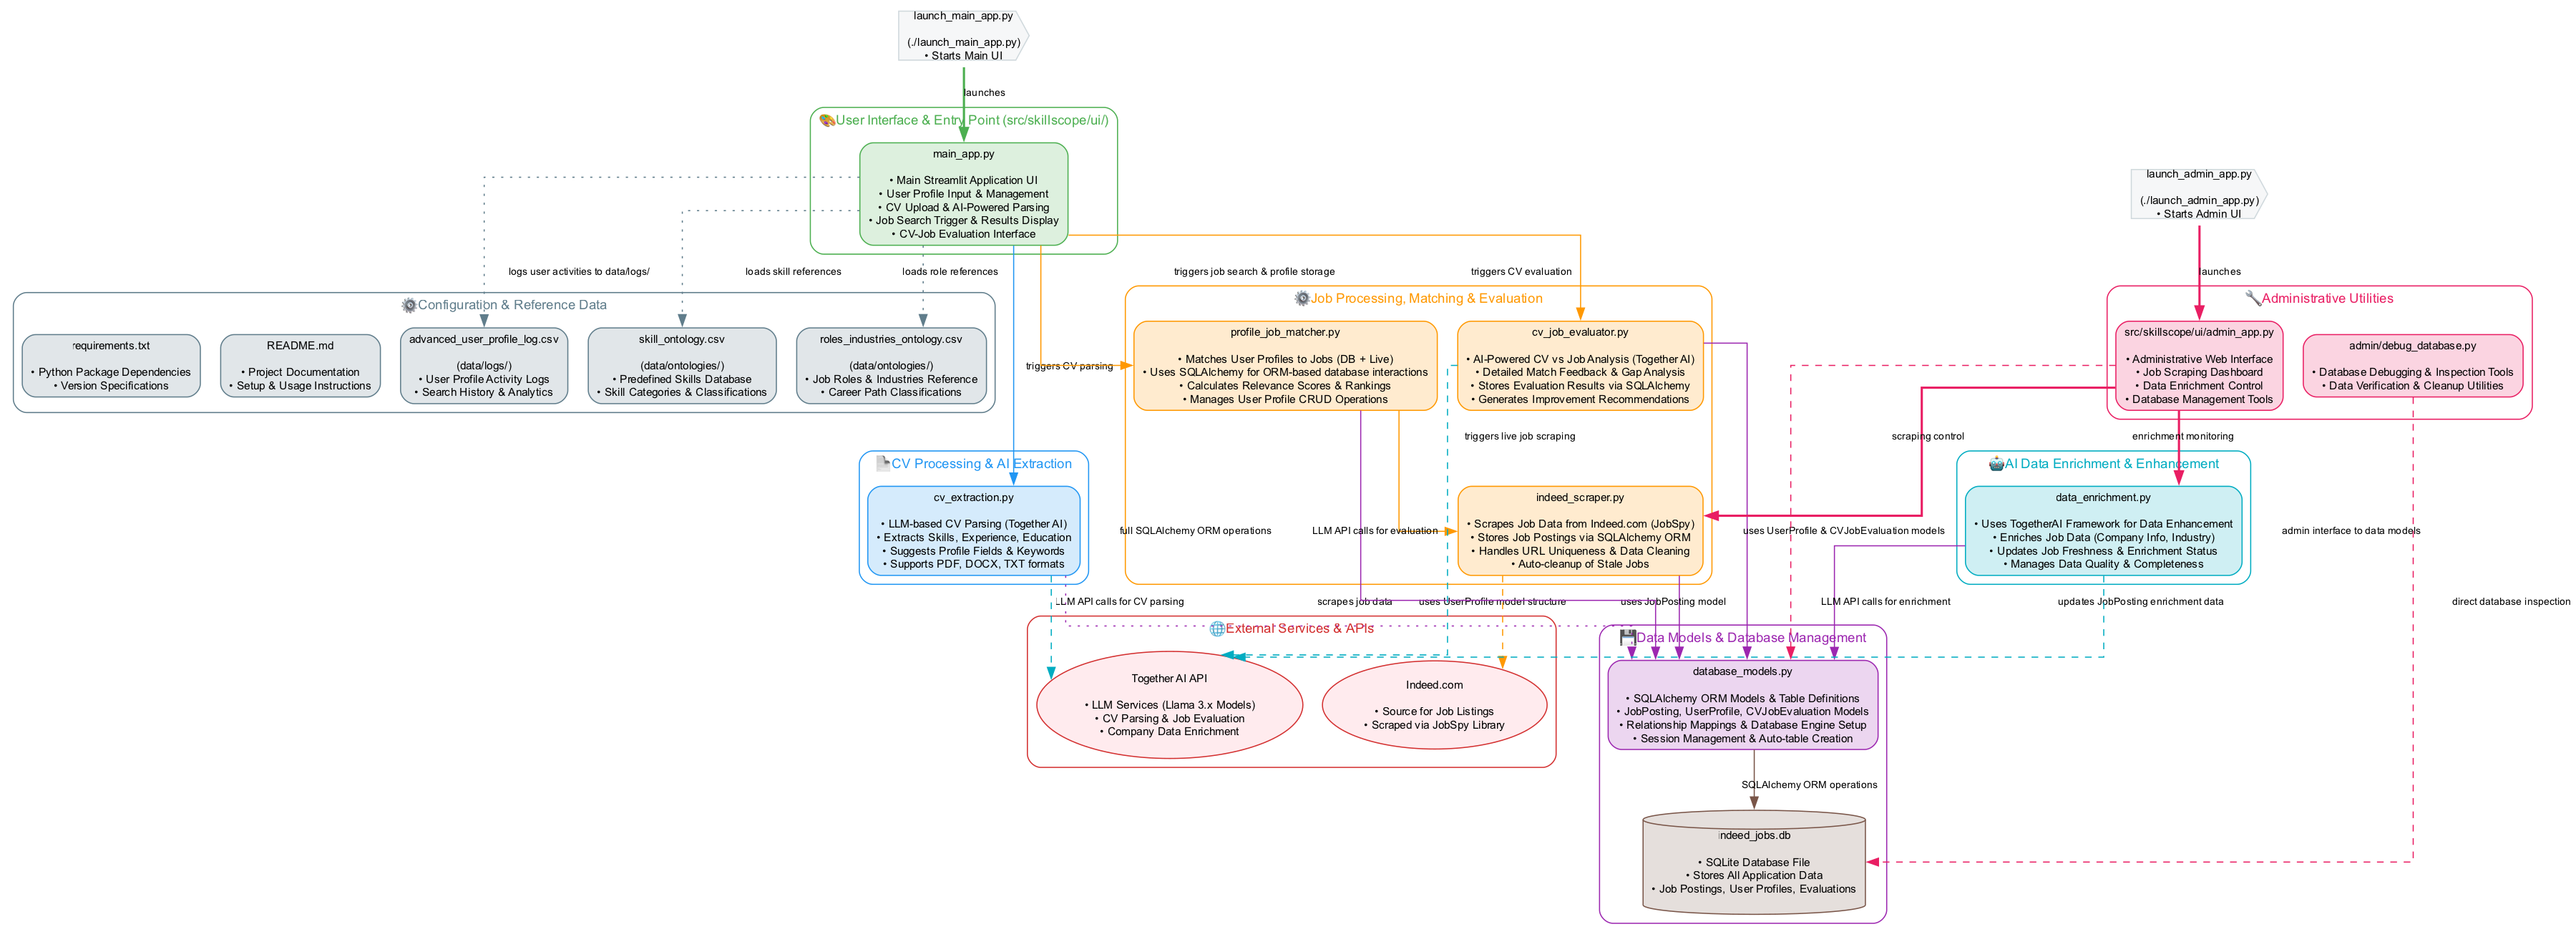 launch_main_app.py
(./launch_main_app.py)
• Starts Main UI
launches
User Interface & Entry Point (src/skillscope/ui/)
main_app.py
• Main Streamlit Application UI
• User Profile Input & Management
• CV Upload & AI-Powered Parsing
• Job Search Trigger & Results Display
• CV-Job Evaluation Interface
launch_admin_app.py
(./launch_admin_app.py)
• Starts Admin UI
logs user activities to data/logs/
loads skill references
loads role references
triggers job search & profile storage
triggers CV evaluation
launches
Configuration & Reference Data
requirements.txt
• Python Package Dependencies
• Version Specifications
README.md
• Project Documentation
• Setup & Usage Instructions
advanced_user_profile_log.csv
(data/logs/)
• User Profile Activity Logs
• Search History & Analytics
skill_ontology.csv
(data/ontologies/)
• Predefined Skills Database
• Skill Categories & Classifications
roles_industries_ontology.csv
(data/ontologies/)
• Job Roles & Industries Reference
• Career Path Classifications
triggers CV parsing
Job Processing, Matching & Evaluation
profile_job_matcher.py
• Matches User Profiles to Jobs (DB + Live)
• Uses SQLAlchemy for ORM-based database interactions
• Calculates Relevance Scores & Rankings
• Manages User Profile CRUD Operations
cv_job_evaluator.py
• AI-Powered CV vs Job Analysis (Together AI)
• Detailed Match Feedback & Gap Analysis
• Stores Evaluation Results via SQLAlchemy
• Generates Improvement Recommendations
Administrative Utilities
src/skillscope/ui/admin_app.py
• Administrative Web Interface
• Job Scraping Dashboard
• Data Enrichment Control
• Database Management Tools
admin/debug_database.py
• Database Debugging & Inspection Tools
• Data Verification & Cleanup Utilities
triggers live job scraping
scraping control
enrichment monitoring
CV Processing & AI Extraction
cv_extraction.py
• LLM-based CV Parsing (Together AI)
• Extracts Skills, Experience, Education
• Suggests Profile Fields & Keywords
• Supports PDF, DOCX, TXT formats
full SQLAlchemy ORM operations
LLM API calls for evaluation
indeed_scraper.py
• Scrapes Job Data from Indeed.com (JobSpy)
• Stores Job Postings via SQLAlchemy ORM
• Handles URL Uniqueness & Data Cleaning
• Auto-cleanup of Stale Jobs
uses UserProfile & CVJobEvaluation models
AI Data Enrichment & Enhancement
data_enrichment.py
• Uses TogetherAI Framework for Data Enhancement
• Enriches Job Data (Company Info, Industry)
• Updates Job Freshness & Enrichment Status
• Manages Data Quality & Completeness
admin interface to data models
LLM API calls for CV parsing
scrapes job data
uses UserProfile model structure
uses JobPosting model
LLM API calls for enrichment
updates JobPosting enrichment data
direct database inspection
External Services & APIs
Together AI API
• LLM Services (Llama 3.x Models)
• CV Parsing & Job Evaluation
• Company Data Enrichment
Indeed.com
• Source for Job Listings
• Scraped via JobSpy Library
Data Models & Database Management
database_models.py
• SQLAlchemy ORM Models & Table Definitions
• JobPosting, UserProfile, CVJobEvaluation Models
• Relationship Mappings & Database Engine Setup
• Session Management & Auto-table Creation
SQLAlchemy ORM operations
indeed_jobs.db
• SQLite Database File
• Stores All Application Data
• Job Postings, User Profiles, Evaluations